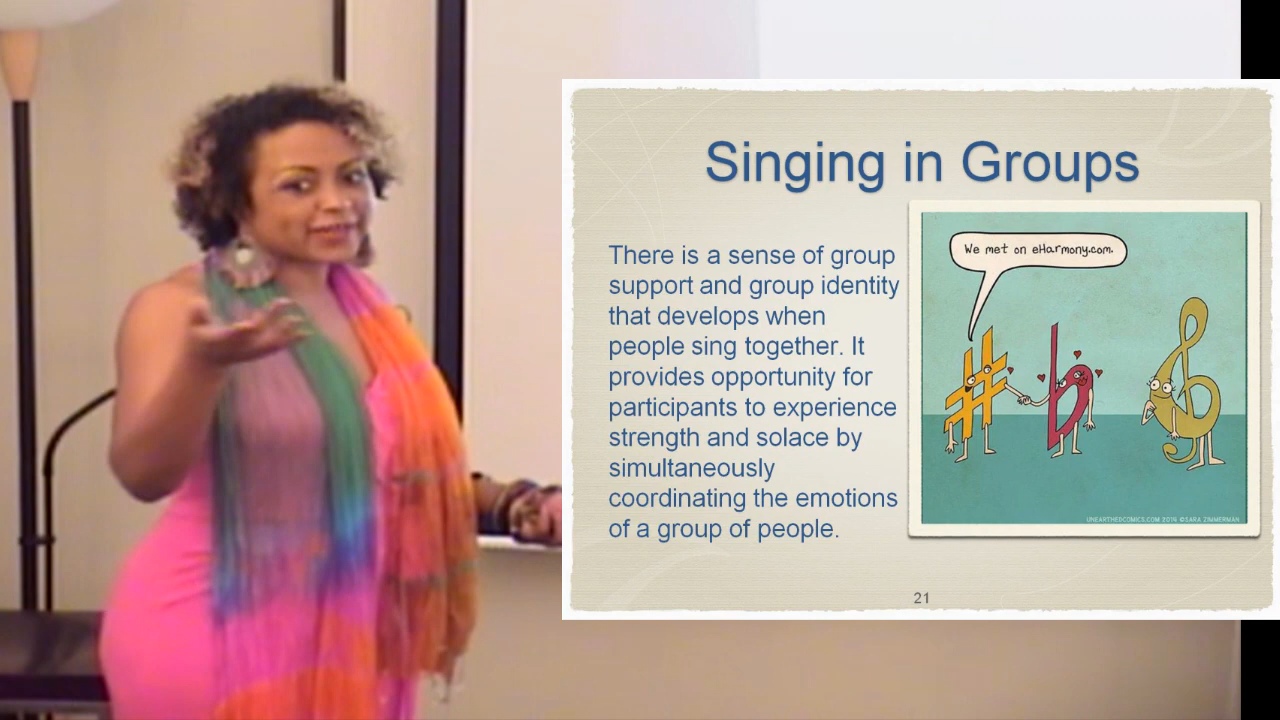 Singing in Groups
There is a sense of group
support and group identity
that develops when
people sing together. It
provides opportunity for
participants to experience
strength and solace by
simultaneously
coordinating the emotions
of a group of people.
We met on eHarmony.com.
UNEARTHEDCOMICS.COM 2014 ©SARA ZIMMERMAN
21